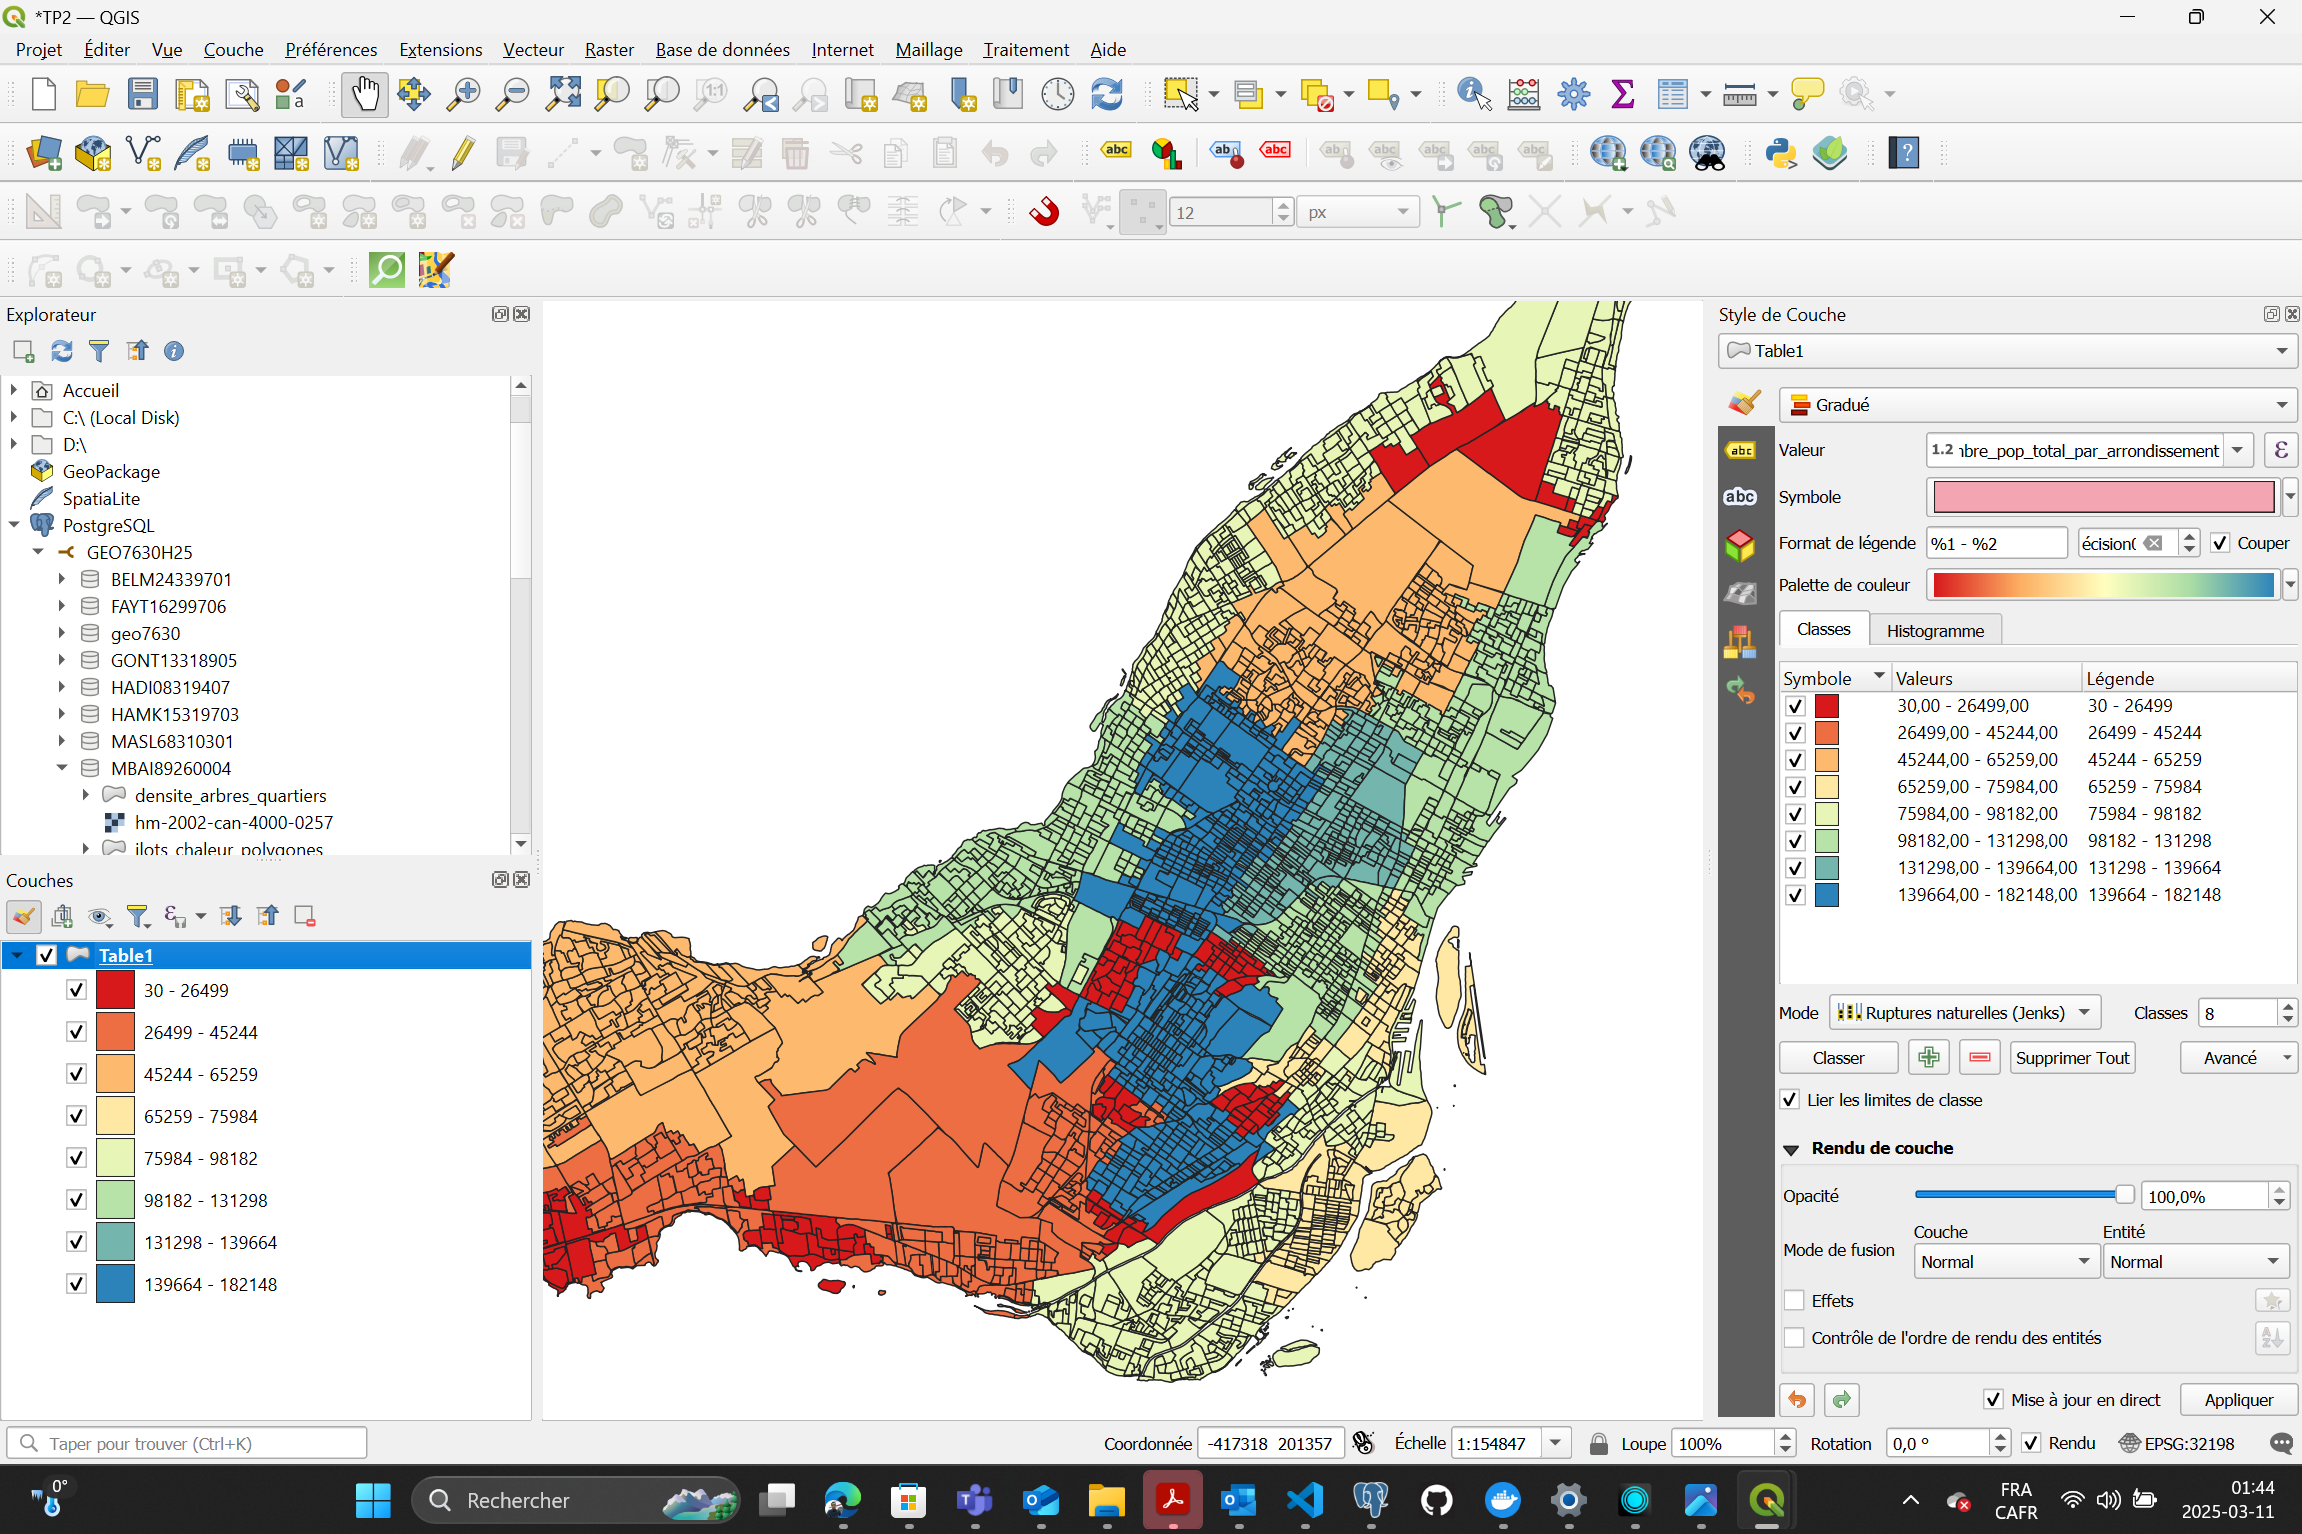 *TP2 — QGIS
Projet Éditer Vue Couche Préférences Extensions Vecteur Raster Base de données Internet Maillage Traitement Aide
12 px
Explorateur
Accueil
C:\ (Local Disk)
D:\
GeoPackage
SpatiaLite
PostgreSQL
GEO7630H25
BELM24339701
FAYT16299706
geo7630
GONT13318905
HADI08319407
HAMK15319703
MASL68310301
MBAI89260004
densite_arbres_quartiers
hm-2002-can-4000-0257
ilots chaleur polygones
Couches
Table1
30 - 26499
26499 - 45244
45244 - 65259
65259 - 75984
75984 - 98182
98182 - 131298
131298 - 139664
139664 - 182148
Style de Couche
Table1
Gradué
Valeur 1.2 ıbre_pop_total_par_arrondissement ε
Symbole
Format de légende %1 - %2 écision( Couper
Palette de couleur
Classes Histogramme
Symbole Valeurs Légende
30,00 - 26499,00 30 - 26499
26499,00 - 45244,00 26499 - 45244
45244,00 - 65259,00 45244 - 65259
65259,00 - 75984,00 65259 - 75984
75984,00 - 98182,00 75984 - 98182
98182,00 - 131298,00 98182 - 131298
131298,00 - 139664,00 131298 - 139664
139664,00 - 182148,00 139664 - 182148
Mode Ruptures naturelles (Jenks) Classes 8
Classer Supprimer Tout Avancé
Lier les limites de classe
Rendu de couche
Opacité 100,0%
Couche Entité
Mode de fusion Normal Normal
Effets
Contrôle de l'ordre de rendu des entités
Mise à jour en direct Appliquer
Taper pour trouver (Ctrl+K) Coordonnée -417318 201357 Échelle 1:154847 Loupe 100% Rotation 0,0 ° Rendu EPSG:32198
0° Rechercher FRA 01:44
CAFR 2025-03-11